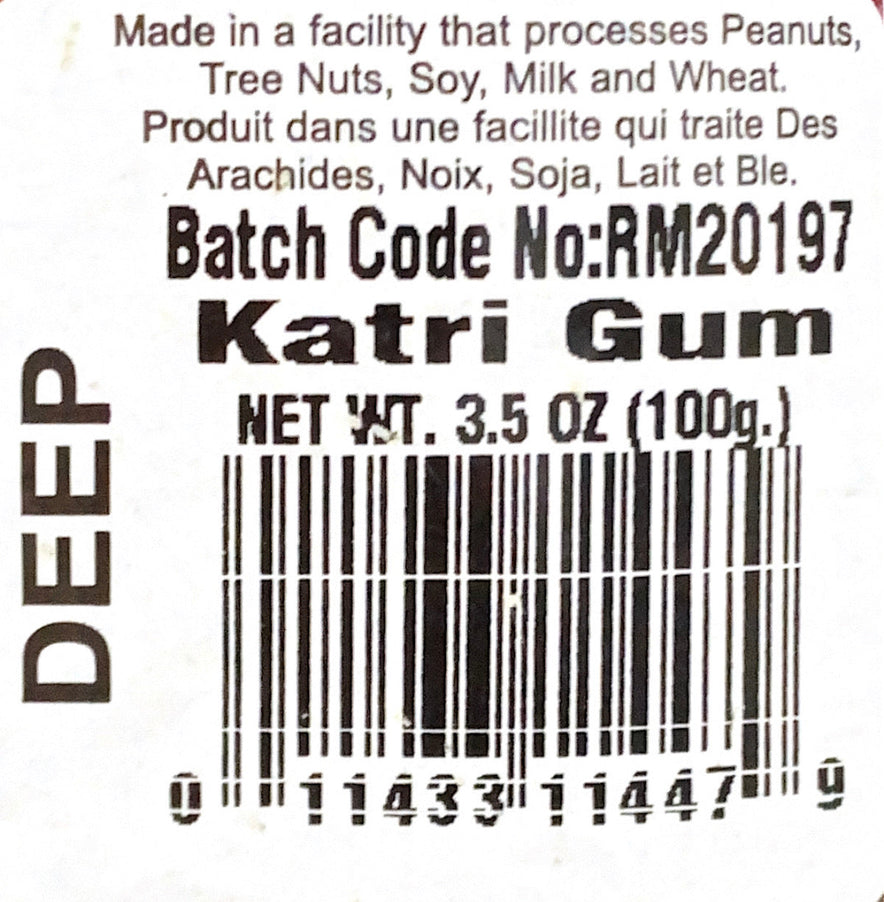 Made in a facility that processes Peanuts,
Tree Nuts, Soy, Milk and Wheat.
Produit dans une facillite qui traite Des
Arachides, Noix, Soja, Lait et Ble.
Batch Code No:RM20197
Katri Gum
NET WT. 3.5 OZ (100g.)
DEEP
0 11433 11447 9